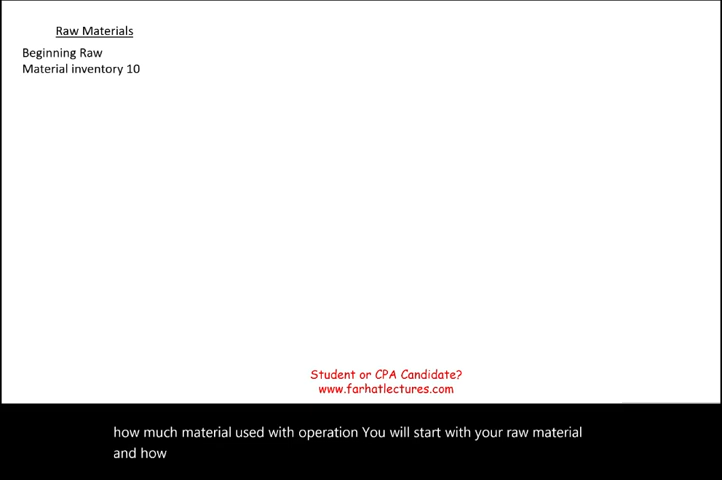 Raw Materials
Beginning Raw
Material inventory 10
Student or CPA Candidate?
www.farhatlectures.com
how much material used with operation You will start with your raw material
and how